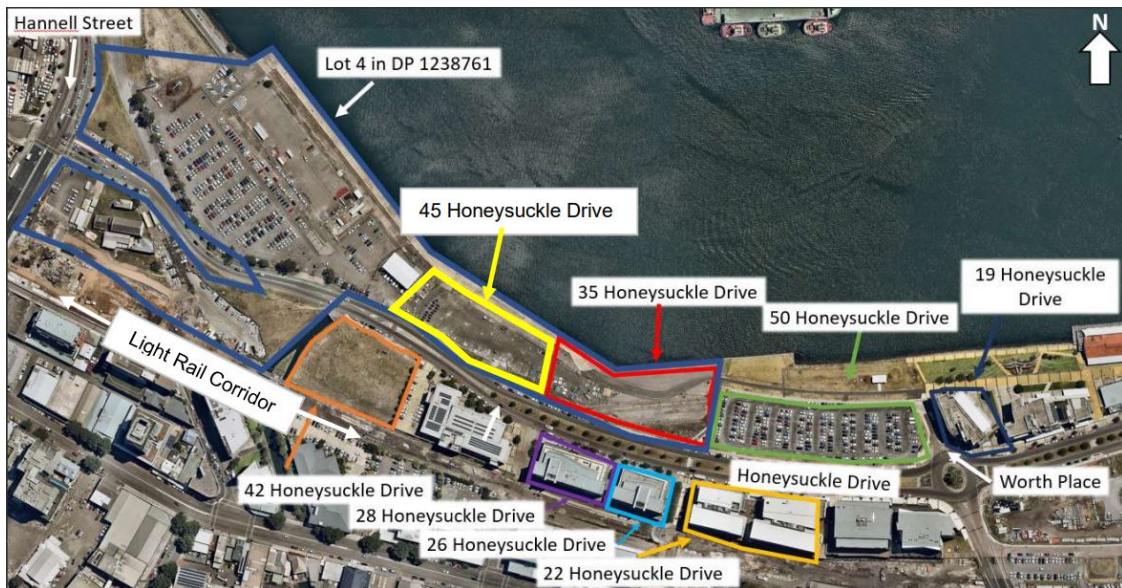 Hannell Street
N
Lot 4 in DP 1238761
45 Honeysuckle Drive
19 Honeysuckle
Drive
35 Honeysuckle Drive
50 Honeysuckle Drive
Light Rail Corridor
Honeysuckle Drive
Worth Place
42 Honeysuckle Drive
28 Honeysuckle Drive
26 Honeysuckle Drive
22 Honeysuckle Drive